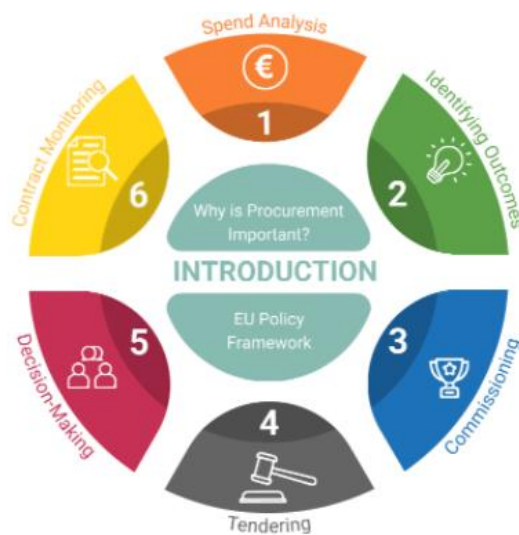 Spend Analysis
€
1
Identifying Outcomes
2
Commissioning
3
Tendering
4
Decision-Making
5
Contract Monitoring
6
Why is Procurement
Important?
INTRODUCTION
EU Policy
Framework